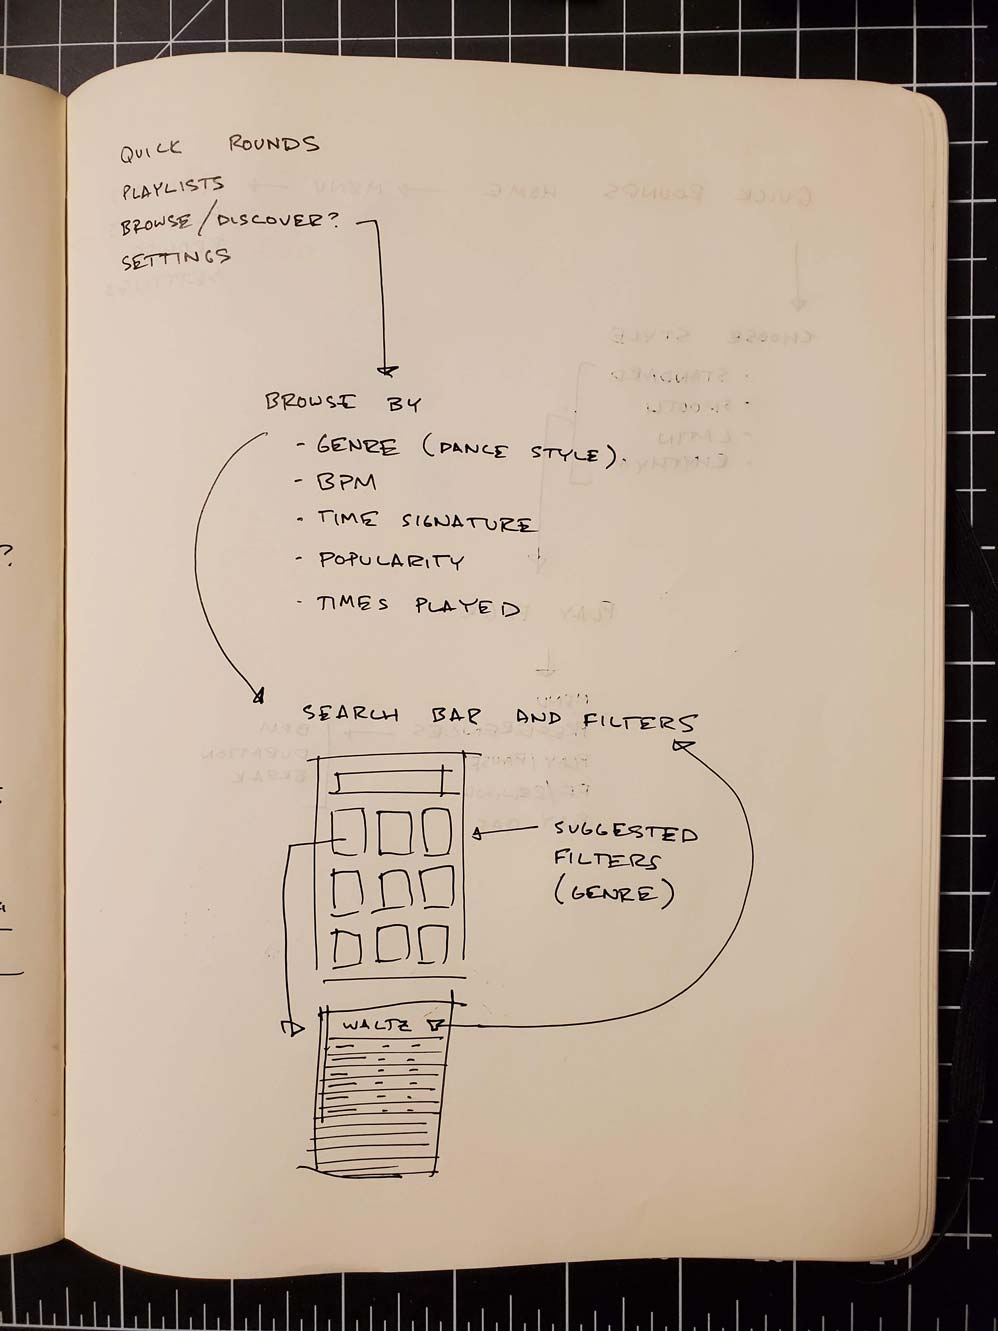 QUICK ROUNDS
PLAYLISTS
BROWSE/DISCOVER?
SETTINGS
BROWSE BY
- GENRE (DANCE STYLE).
- BPM
- TIME SIGNATURE
- POPULARITY
- TIMES PLAYED
SEARCH BAR AND FILTERS
SUGGESTED
FILTERS
(GENRE)
WALTZ